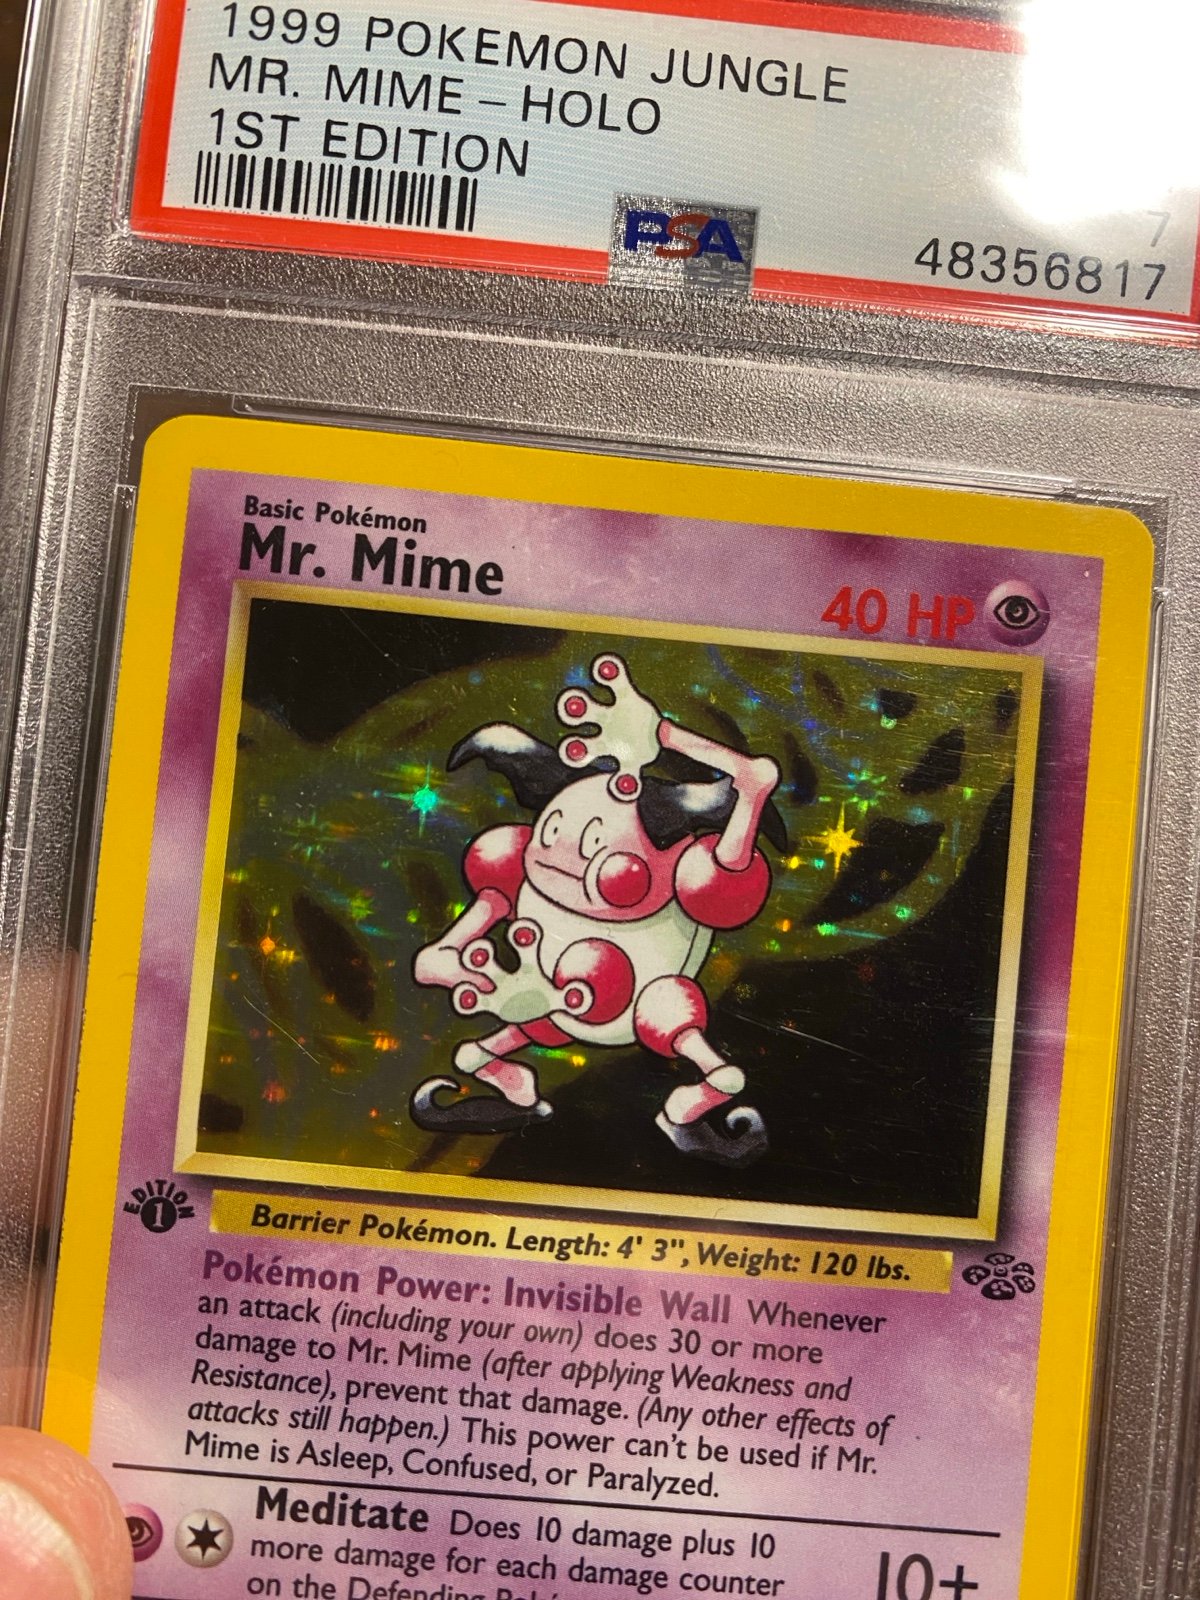 1999 POKEMON JUNGLE
MR. MIME – HOLO
1ST EDITION
7
PSA
48356817
Basic Pokémon
Mr. Mime
40 HP
EDITION
1
Barrier Pokémon. Length: 4' 3", Weight: 120 lbs.
Pokémon Power: Invisible Wall Whenever
an attack (including your own) does 30 or more
damage to Mr. Mime (after applying Weakness and
Resistance), prevent that damage. (Any other effects of
attacks still happen.) This power can't be used if Mr.
Mime is Asleep, Confused, or Paralyzed.
Meditate Does 10 damage plus 10
more damage for each damage counter
10+
on the Defending